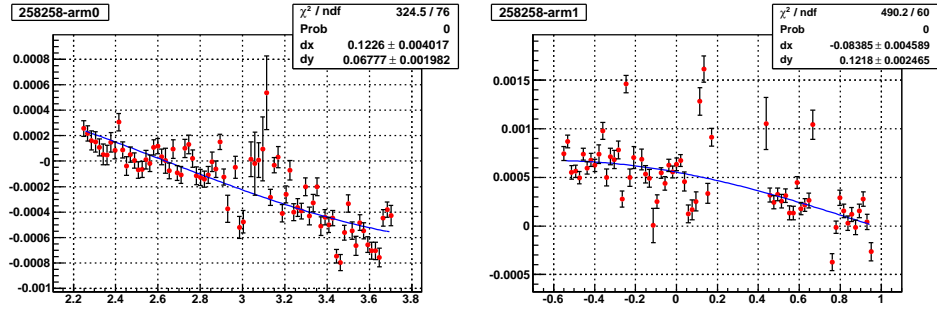 258258-arm0
χ² / ndf 324.5 / 76
Prob 0
dx 0.1226 ± 0.004017
dy 0.06777 ± 0.001982
0.0008
0.0006
0.0004
0.0002
-0
-0.0002
-0.0004
-0.0006
-0.0008
-0.001
2.2 2.4 2.6 2.8 3 3.2 3.4 3.6 3.8
258258-arm1
χ² / ndf 490.2 / 60
Prob 0
dx -0.08385 ± 0.004589
dy 0.1218 ± 0.002465
0.0015
0.001
0.0005
0
-0.0005
-0.6 -0.4 -0.2 0 0.2 0.4 0.6 0.8 1